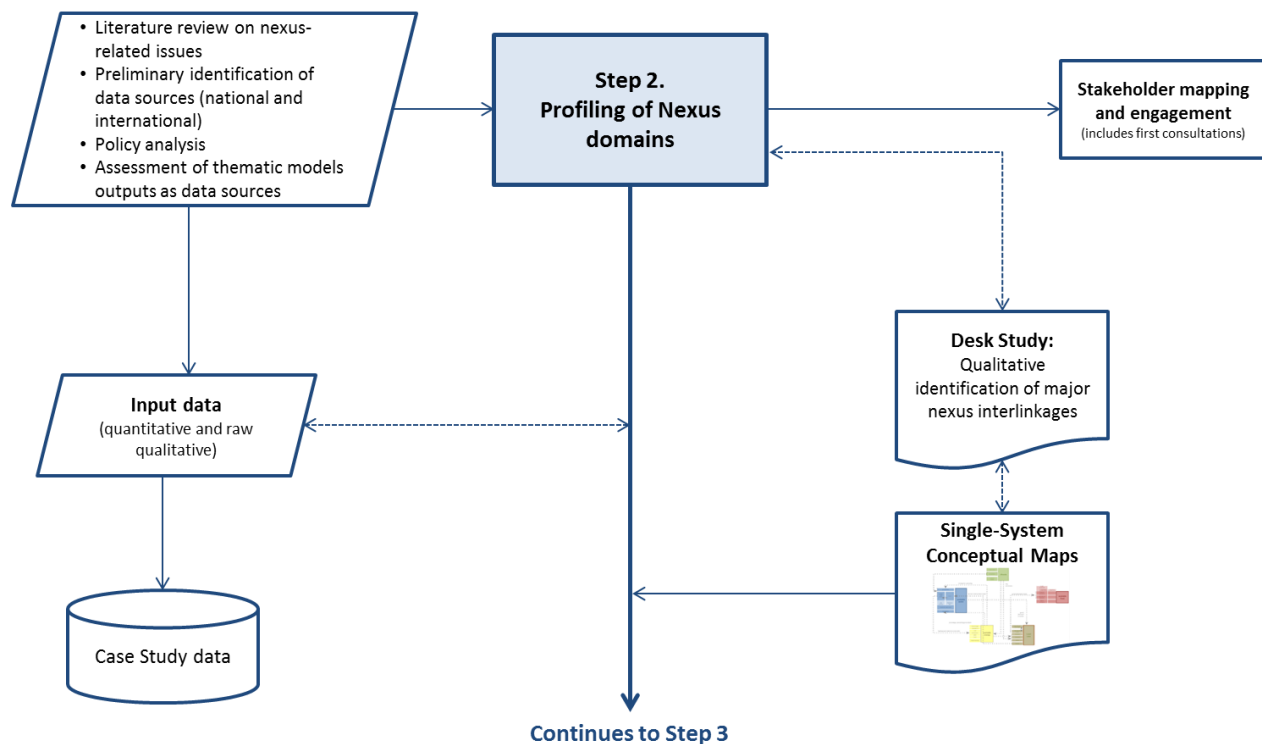 • Literature review on nexus-
related issues
• Preliminary identification of
data sources (national and
international)
• Policy analysis
• Assessment of thematic models
outputs as data sources
Step 2.
Profiling of Nexus
domains
Stakeholder mapping
and engagement
(includes first consultations)
Desk Study:
Qualitative
identification of major
nexus interlinkages
Input data
(quantitative and raw
qualitative)
Single-System
Conceptual Maps
Case Study data
Continues to Step 3